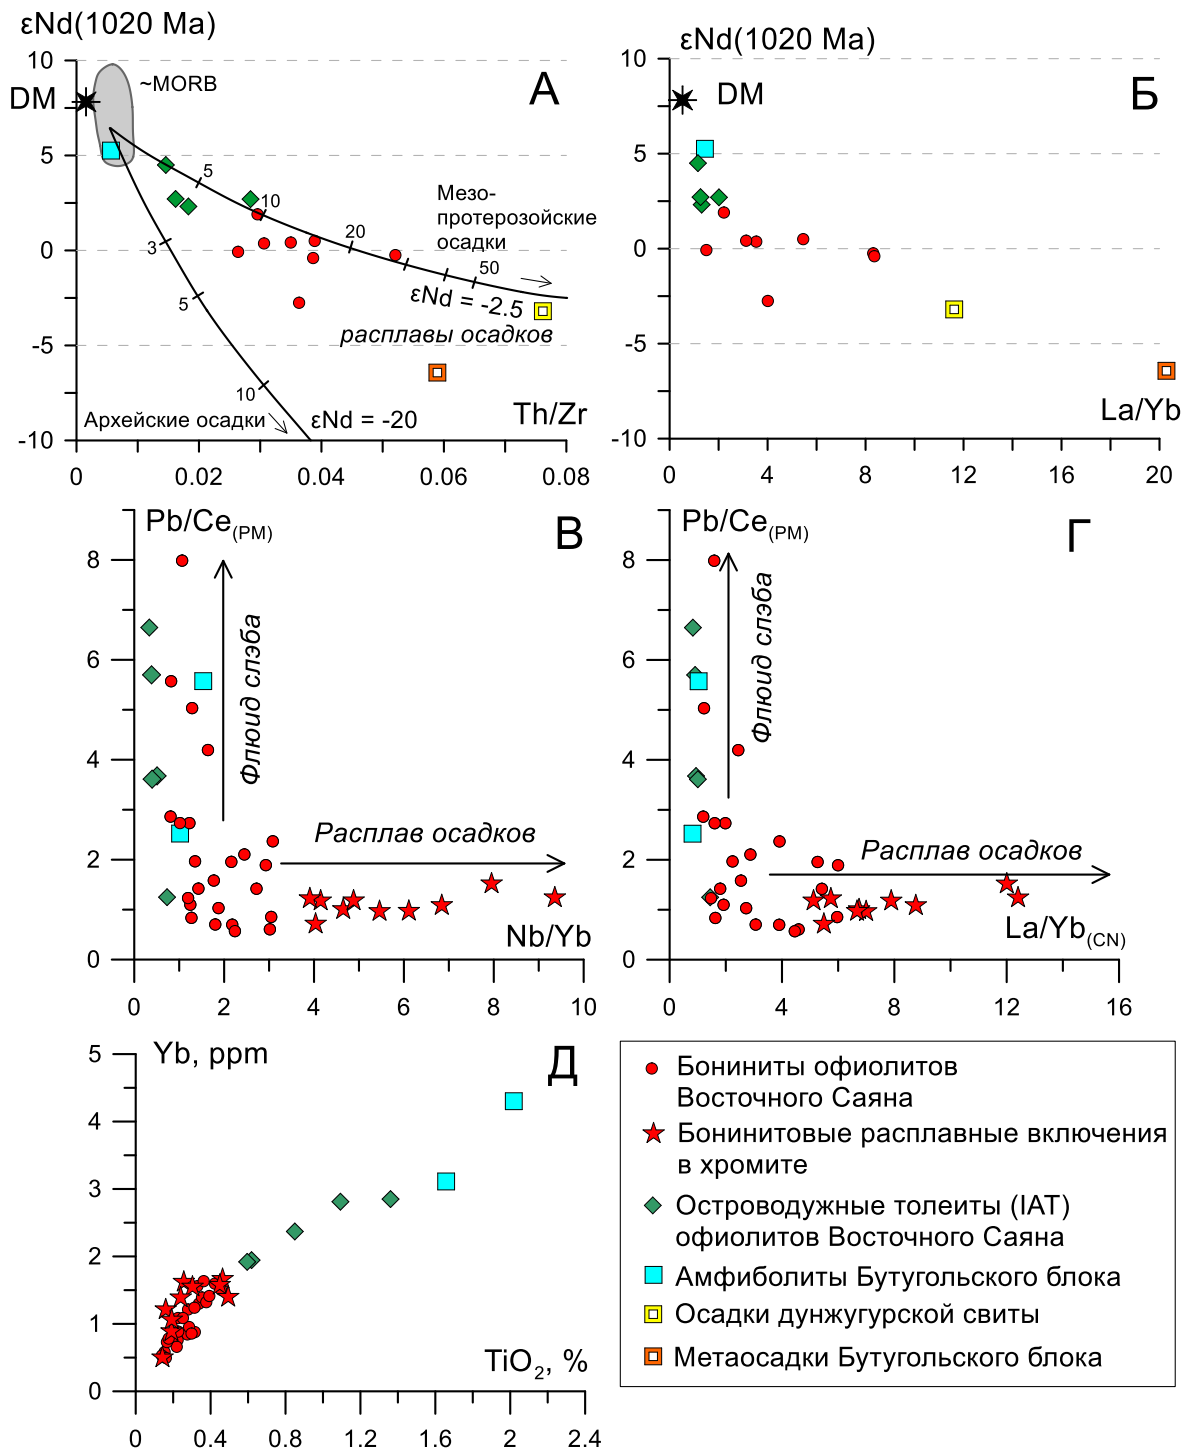 εNd(1020 Ma)
10
5
0
-5
-10
DM
~MORB
А
5
10
20
50
3
5
10
Мезо-
протерозойские
осадки
εNd = -2.5
расплавы осадков
Архейские осадки
εNd = -20
Th/Zr
0
0.02
0.04
0.06
0.08
εNd(1020 Ma)
10
5
0
-5
-10
DM
Б
La/Yb
0
4
8
12
16
20
Pb/Ce(PM)
В
8
6
4
2
0
Флюид слэба
Расплав осадков
Nb/Yb
0
2
4
6
8
10
Pb/Ce(PM)
Г
8
6
4
2
0
Флюид слэба
Расплав осадков
La/Yb(CN)
0
4
8
12
16
Yb, ppm
Д
5
4
3
2
1
0
TiO2, %
0
0.4
0.8
1.2
1.6
2
2.4
Бониниты офиолитов
Восточного Саяна
Бонинитовые расплавные включения
в хромите
Островодужные толеиты (IAT)
офиолитов Восточного Саяна
Амфиболиты Бутугольского блока
Осадки дунжугурской свиты
Метаосадки Бутугольского блока